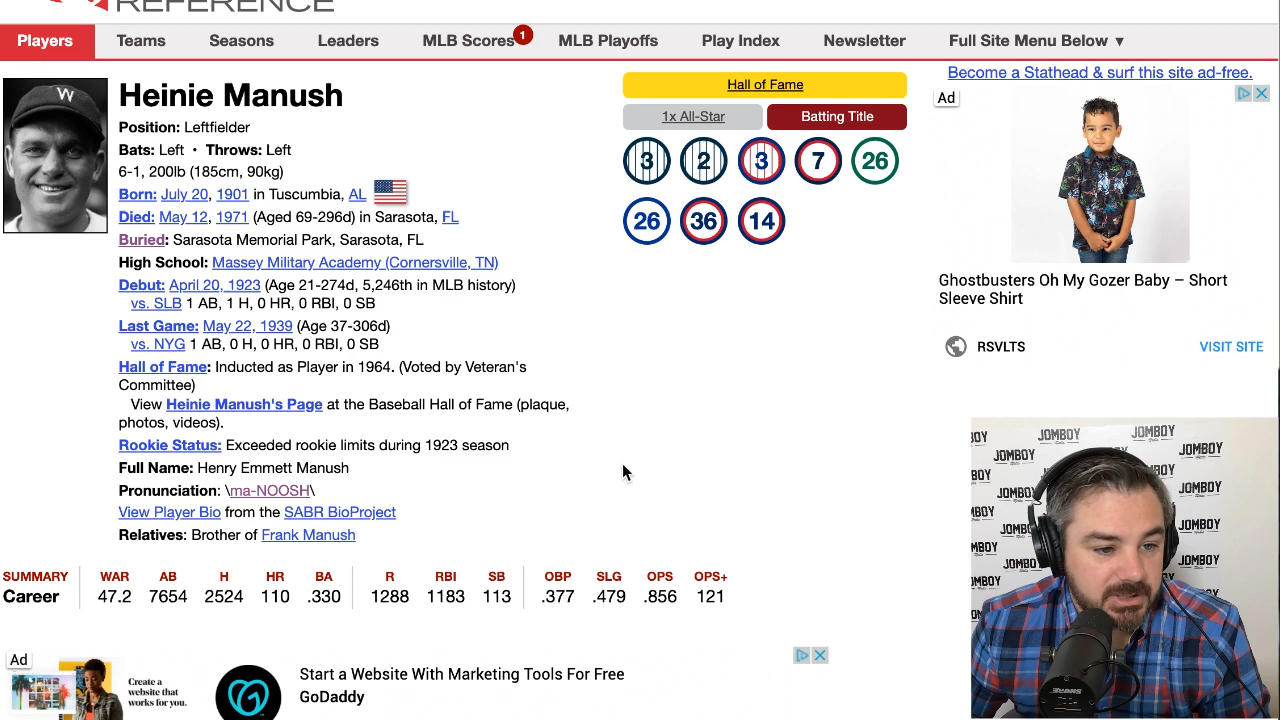 REFERENCE
Players Teams Seasons Leaders MLB Scores 1 MLB Playoffs Play Index Newsletter Full Site Menu Below ▼
Become a Stathead & surf this site ad-free.
Ad
W
Heinie Manush
Position: Leftfielder
Bats: Left • Throws: Left
6-1, 200lb (185cm, 90kg)
Born: July 20, 1901 in Tuscumbia, AL
Died: May 12, 1971 (Aged 69-296d) in Sarasota, FL
Buried: Sarasota Memorial Park, Sarasota, FL
High School: Massey Military Academy (Cornersville, TN)
Debut: April 20, 1923 (Age 21-274d, 5,246th in MLB history)
vs. SLB 1 AB, 1 H, 0 HR, 0 RBI, 0 SB
Last Game: May 22, 1939 (Age 37-306d)
vs. NYG 1 AB, 0 H, 0 HR, 0 RBI, 0 SB
Hall of Fame: Inducted as Player in 1964. (Voted by Veteran's
Committee)
View Heinie Manush's Page at the Baseball Hall of Fame (plaque,
photos, videos).
Rookie Status: Exceeded rookie limits during 1923 season
Full Name: Henry Emmett Manush
Pronunciation: \ma-NOOSH\
View Player Bio from the SABR BioProject
Relatives: Brother of Frank Manush
Hall of Fame
1x All-Star Batting Title
3 2 3 7 26
26 36 14
Ghostbusters Oh My Gozer Baby – Short
Sleeve Shirt
RSVLTS VISIT SITE
SUMMARY WAR AB H HR BA R RBI SB OBP SLG OPS OPS+
Career 47.2 7654 2524 110 .330 1288 1183 113 .377 .479 .856 121
Ad
Create a
website that
works for you.
Start a Website With Marketing Tools For Free
GoDaddy
JOMBOY JOMBOY
JOMBOY
JOMBOY
JOMBOY
SHURE